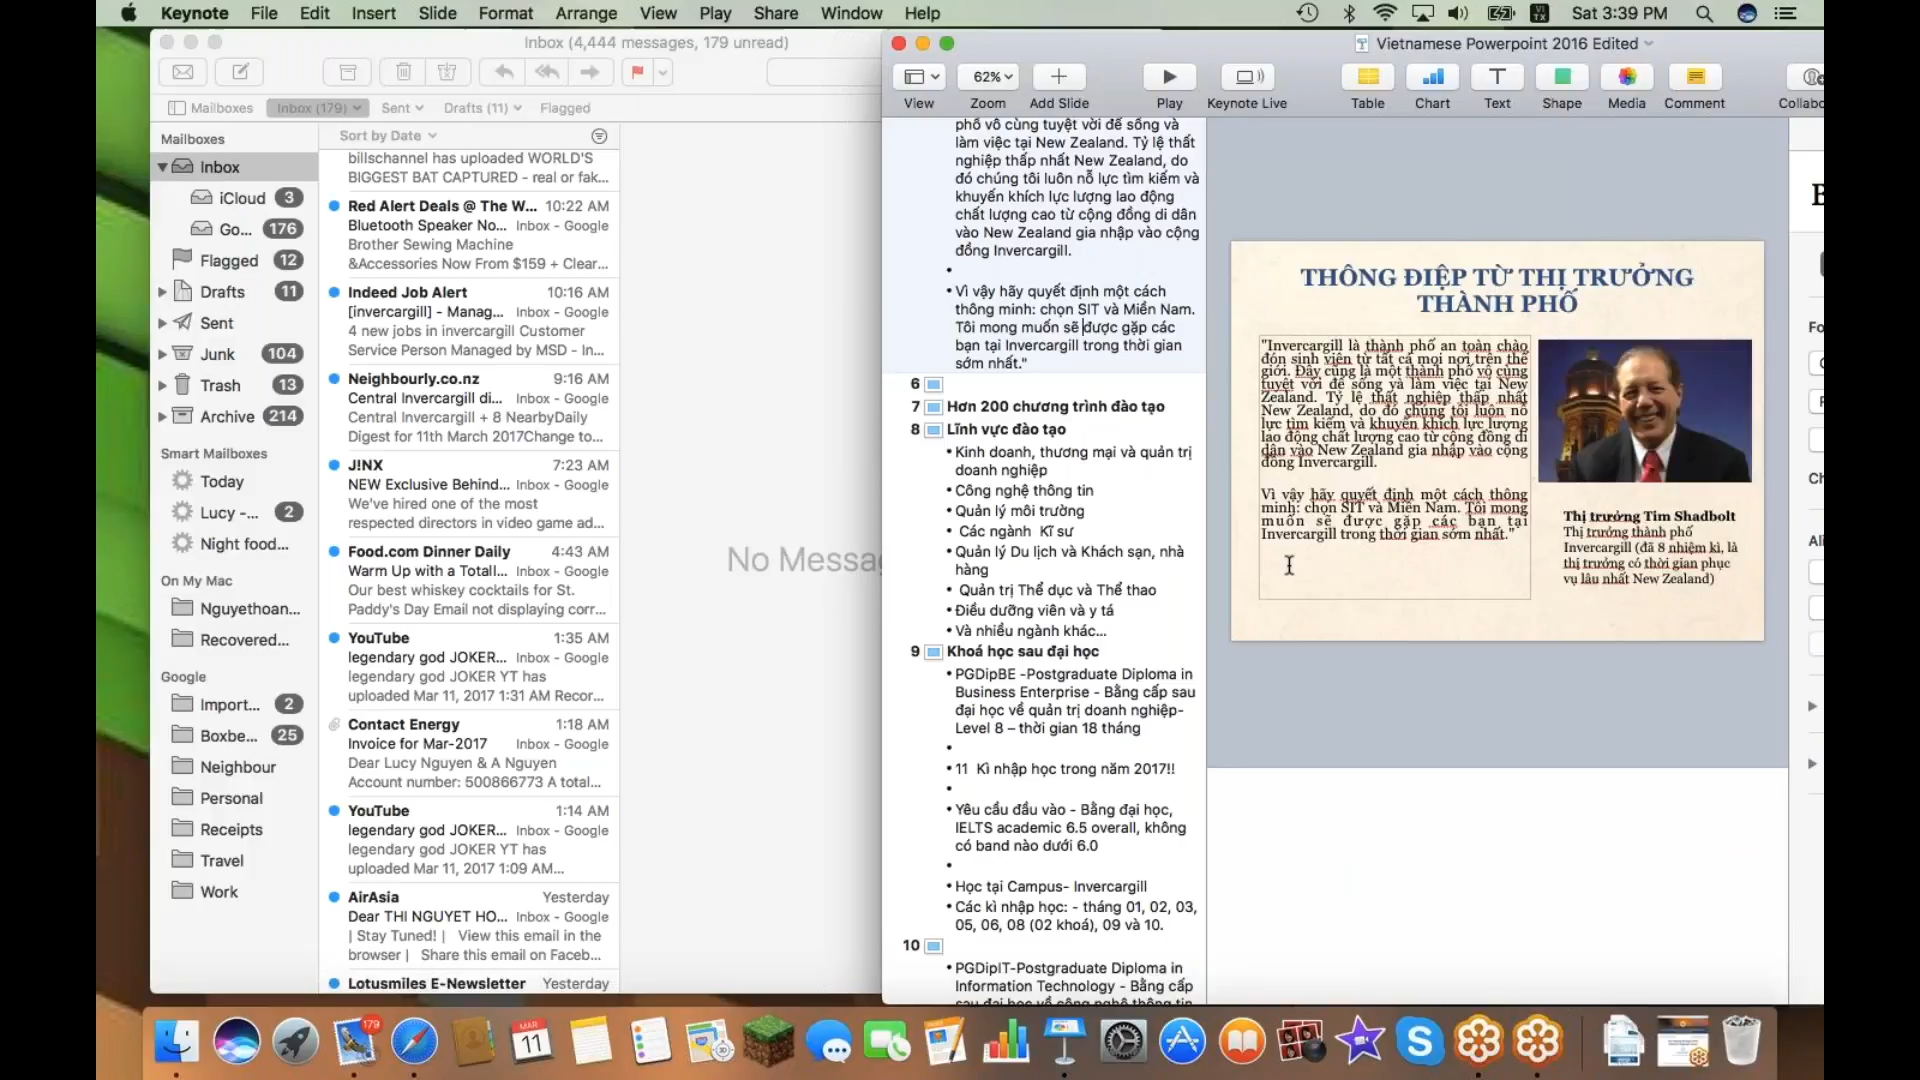 Keynote File Edit Insert Slide Format Arrange View Play Share Window Help
Sat 3:39 PM
Inbox (4,444 messages, 179 unread)
Mailboxes Inbox (179) Sent Drafts (11) Flagged
Mailboxes
Inbox
iCloud 3
Go... 176
Flagged 12
Drafts 11
Sent
Junk 104
Trash 13
Archive 214
Smart Mailboxes
Today
Lucy -... 2
Night food...
On My Mac
Nguyethoan...
Recovered...
Google
Import... 2
Boxbe... 25
Neighbour
Personal
Receipts
Travel
Work
Sort by Date
billschannel has uploaded WORLD'S
BIGGEST BAT CAPTURED - real or fak...
Red Alert Deals @ The W... 10:22 AM
Bluetooth Speaker No... Inbox - Google
Brother Sewing Machine
&Accessories Now From $159 + Clear...
Indeed Job Alert 10:16 AM
[invercargill] - Manag... Inbox - Google
4 new jobs in invercargill Customer
Service Person Managed by MSD - In...
Neighbourly.co.nz 9:16 AM
Central Invercargill di... Inbox - Google
Central Invercargill + 8 NearbyDaily
Digest for 11th March 2017Change to...
J!NX 7:23 AM
NEW Exclusive Behind... Inbox - Google
We've hired one of the most
respected directors in video game ad...
Food.com Dinner Daily 4:43 AM
Warm Up with a Totall... Inbox - Google
Our best whiskey cocktails for St.
Paddy's Day Email not displaying corr...
YouTube 1:35 AM
legendary god JOKER... Inbox - Google
legendary god JOKER YT has
uploaded Mar 11, 2017 1:31 AM Recor...
Contact Energy 1:18 AM
Invoice for Mar-2017 Inbox - Google
Dear Lucy Nguyen & A Nguyen
Account number: 500866773 A total...
YouTube 1:14 AM
legendary god JOKER... Inbox - Google
legendary god JOKER YT has
uploaded Mar 11, 2017 1:09 AM...
AirAsia Yesterday
Dear THI NGUYET HO... Inbox - Google
| Stay Tuned! | View this email in the
browser | Share this email on Faceb...
Lotusmiles E-Newsletter Yesterday
No Messa
Vietnamese Powerpoint 2016 Edited
62%
View Zoom Add Slide Play Keynote Live Table Chart Text Shape Media Comment Collabo
phố vô cùng tuyệt vời để sống và
làm việc tại New Zealand. Tỷ lệ thất
nghiệp thấp nhất New Zealand, do
đó chúng tôi luôn nỗ lực tìm kiếm và
khuyến khích lực lượng lao động
chất lượng cao từ cộng đồng di dân
vào New Zealand gia nhập vào cộng
đồng Invercargill.
•
• Vì vậy hãy quyết định một cách
thông minh: chọn SIT và Miền Nam.
Tôi mong muốn sẽ được gặp các
bạn tại Invercargill trong thời gian
sớm nhất."
6
7 Hơn 200 chương trình đào tạo
8 Lĩnh vực đào tạo
• Kinh doanh, thương mại và quản trị
doanh nghiệp
• Công nghệ thông tin
• Quản lý môi trường
• Các ngành Kĩ sư
• Quản lý Du lịch và Khách sạn, nhà
hàng
• Quản trị Thể dục và Thể thao
• Điều dưỡng viên và y tá
• Và nhiều ngành khác...
9 Khoá học sau đại học
• PGDipBE -Postgraduate Diploma in
Business Enterprise - Bằng cấp sau
đại học về quản trị doanh nghiệp-
Level 8 – thời gian 18 tháng
•
• 11 Kì nhập học trong năm 2017!!
•
• Yêu cầu đầu vào - Bằng đại học,
IELTS academic 6.5 overall, không
có band nào dưới 6.0
•
• Học tại Campus- Invercargill
• Các kì nhập học: - tháng 01, 02, 03,
05, 06, 08 (02 khoá), 09 và 10.
10
• PGDipIT-Postgraduate Diploma in
Information Technology - Bằng cấp
sau đại học về công nghệ thông tin
THÔNG ĐIỆP TỪ THỊ TRƯỞNG
THÀNH PHỐ
"Invercargill là thành phố an toàn chào
đón sinh viên từ tất cả mọi nơi trên thế
giới. Đây cũng là một thành phố vô cùng
tuyệt vời để sống và làm việc tại New
Zealand. Tỷ lệ thất nghiệp thấp nhất
New Zealand, do đó chúng tôi luôn nỗ
lực tìm kiếm và khuyến khích lực lượng
lao động chất lượng cao từ cộng đồng di
dân vào New Zealand gia nhập vào cộng
đồng Invercargill.
Vì vậy hãy quyết định một cách thông
minh: chọn SIT và Miền Nam. Tôi mong
muốn sẽ được gặp các bạn tại
Invercargill trong thời gian sớm nhất."
Thị trưởng Tim Shadbolt
Thị trưởng thành phố
Invercargill (đã 8 nhiệm kì, là
thị trưởng có thời gian phục
vụ lâu nhất New Zealand)
179
MAR
11